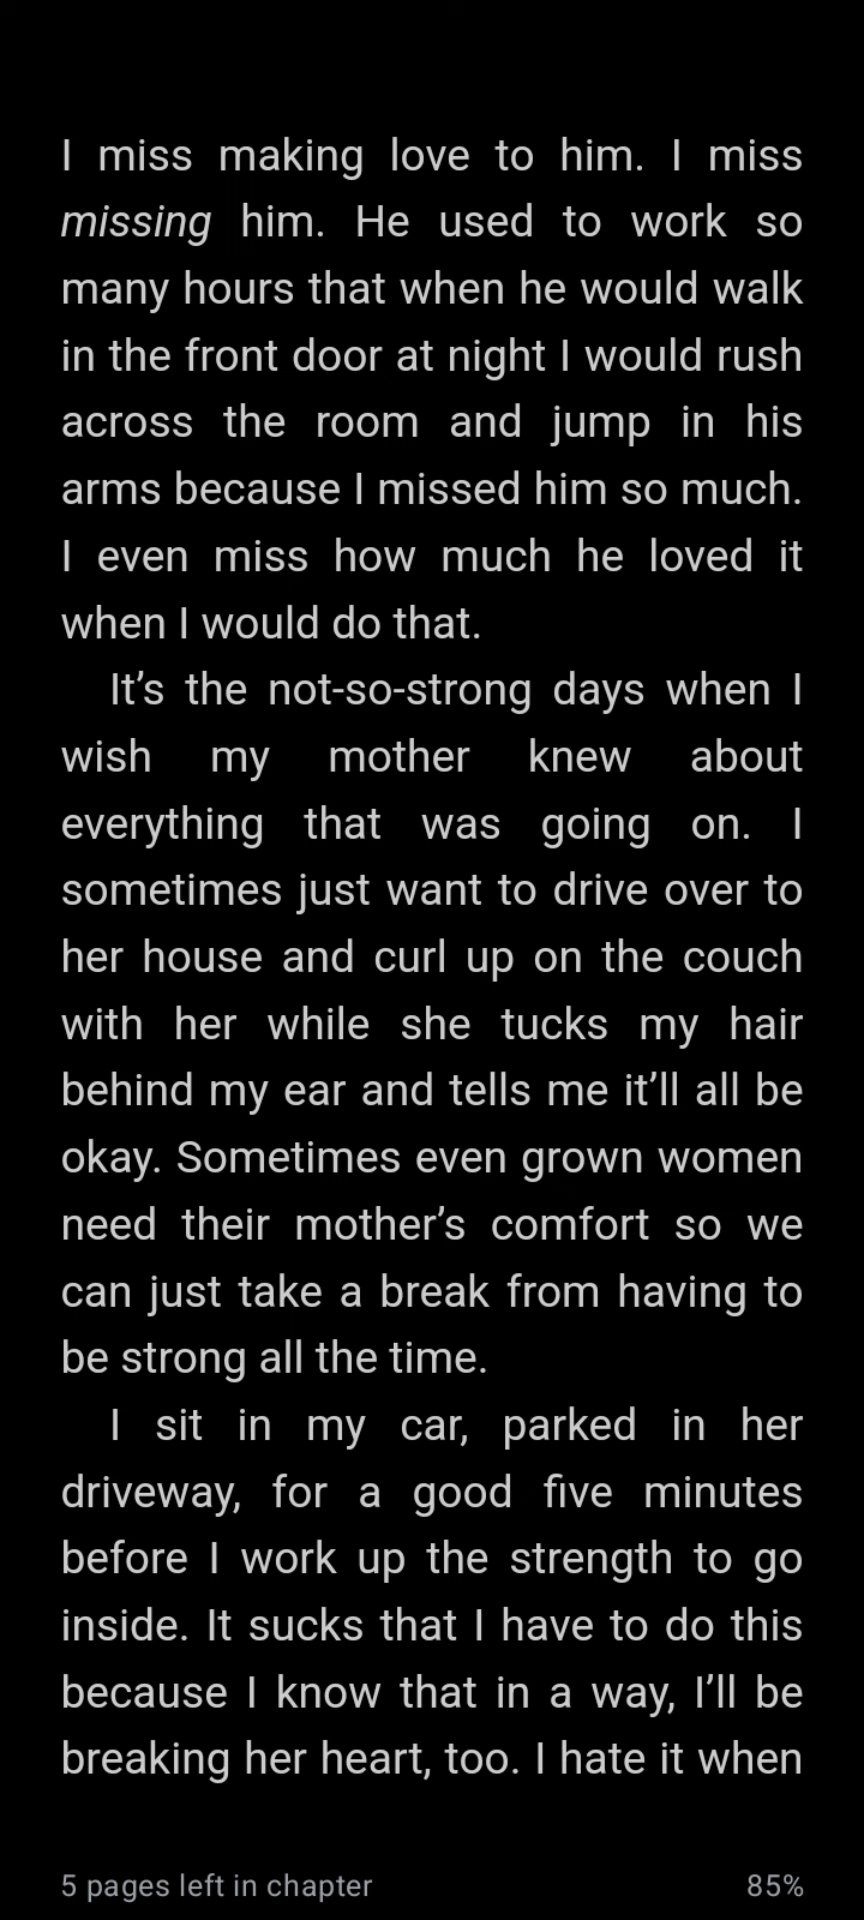 I miss making love to him. I miss
missing him. He used to work so
many hours that when he would walk
in the front door at night I would rush
across the room and jump in his
arms because I missed him so much.
I even miss how much he loved it
when I would do that.
It’s the not-so-strong days when I
wish my mother knew about
everything that was going on. I
sometimes just want to drive over to
her house and curl up on the couch
with her while she tucks my hair
behind my ear and tells me it’ll all be
okay. Sometimes even grown women
need their mother’s comfort so we
can just take a break from having to
be strong all the time.
I sit in my car, parked in her
driveway, for a good five minutes
before I work up the strength to go
inside. It sucks that I have to do this
because I know that in a way, I’ll be
breaking her heart, too. I hate it when
5 pages left in chapter 85%